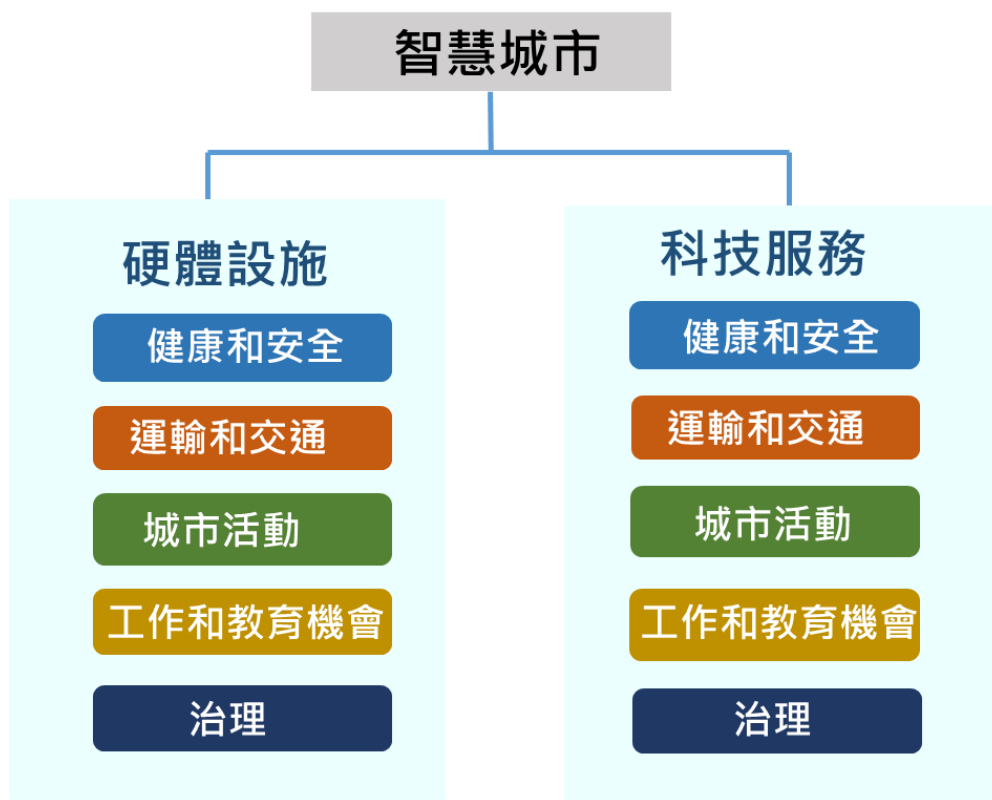 智慧城市
硬體設施
健康和安全
運輸和交通
城市活動
工作和教育機會
治理
科技服務
健康和安全
運輸和交通
城市活動
工作和教育機會
治理